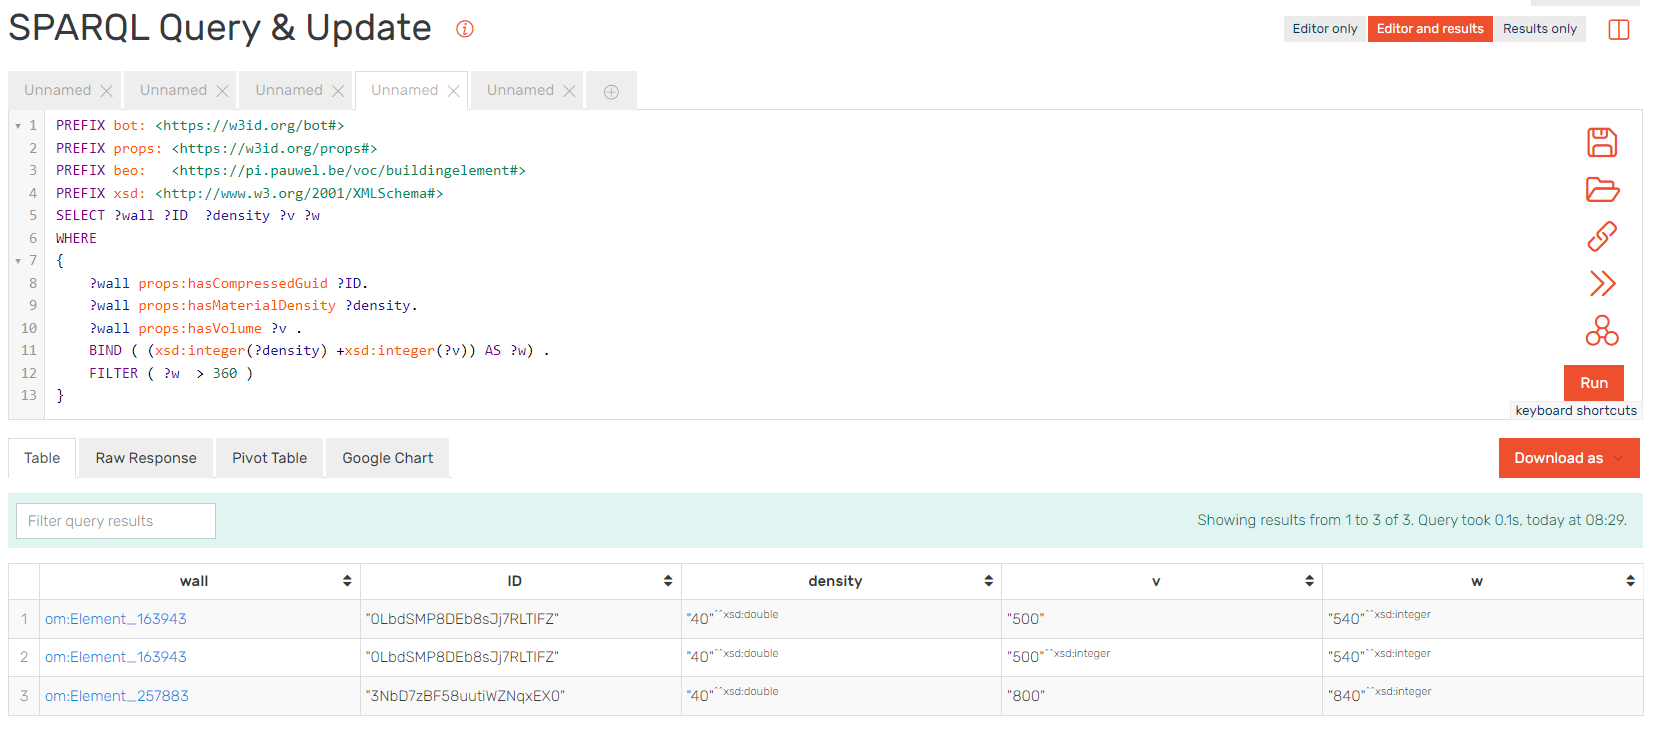 SPARQL Query & Update
Editor only Editor and results Results only
Unnamed Unnamed Unnamed Unnamed Unnamed
1 PREFIX bot: <https://w3id.org/bot#>
2 PREFIX props: <https://w3id.org/props#>
3 PREFIX beo:   <https://pi.pauwel.be/voc/buildingelement#>
4 PREFIX xsd: <http://www.w3.org/2001/XMLSchema#>
5 SELECT ?wall ?ID  ?density ?v ?w
6 WHERE
7 {
8     ?wall props:hasCompressedGuid ?ID.
9     ?wall props:hasMaterialDensity ?density.
10     ?wall props:hasVolume ?v .
11     BIND ( (xsd:integer(?density) +xsd:integer(?v)) AS ?w) .
12     FILTER ( ?w  > 360 )
13 }
Run
keyboard shortcuts
Table Raw Response Pivot Table Google Chart
Download as
Filter query results
Showing results from 1 to 3 of 3. Query took 0.1s, today at 08:29.
wall ID density v w
1 om:Element_163943 "0LbdSMP8DEb8sJj7RLTIFZ" "40"^^xsd:double "500" "540"^^xsd:integer
2 om:Element_163943 "0LbdSMP8DEb8sJj7RLTIFZ" "40"^^xsd:double "500"^^xsd:integer "540"^^xsd:integer
3 om:Element_257883 "3NbD7zBF58uutiWZNqxEX0" "40"^^xsd:double "800" "840"^^xsd:integer